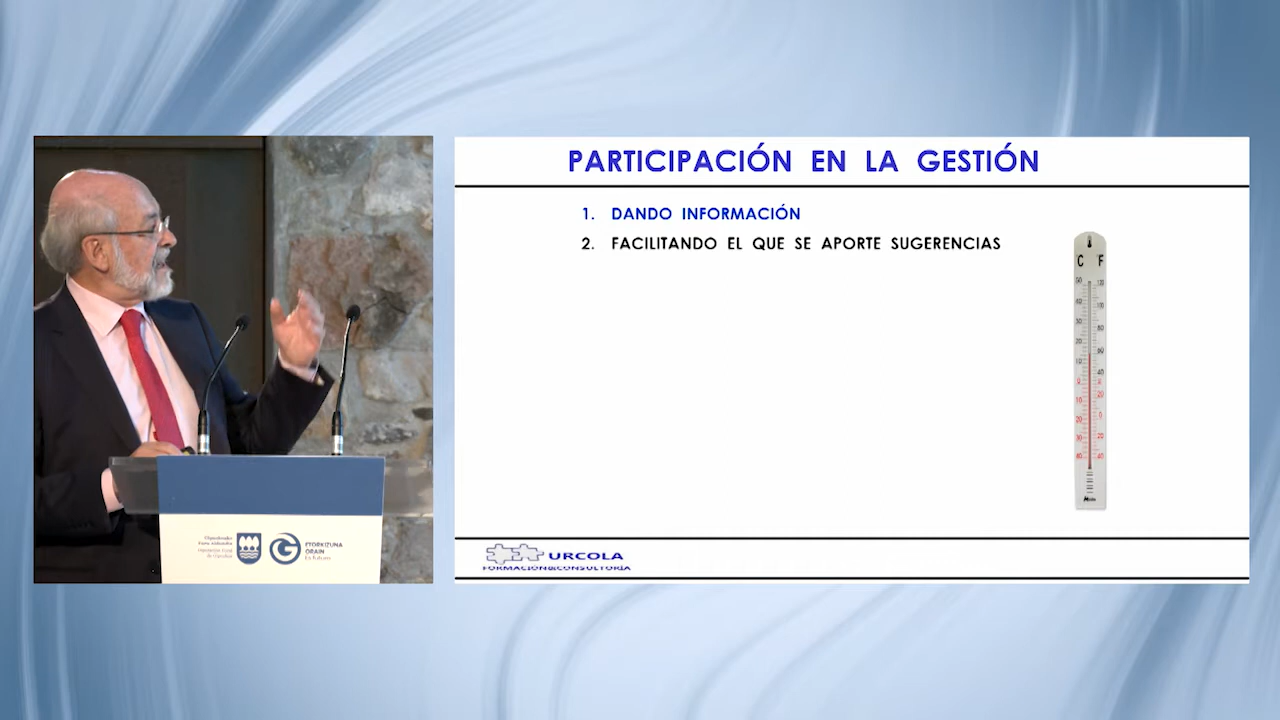 PARTICIPACIÓN EN LA GESTIÓN
1. DANDO INFORMACIÓN
2. FACILITANDO EL QUE SE APORTE SUGERENCIAS
C F
URCOLA
FORMACIÓN&CONSULTORÍA
ETORKIZUNA
ORAIN